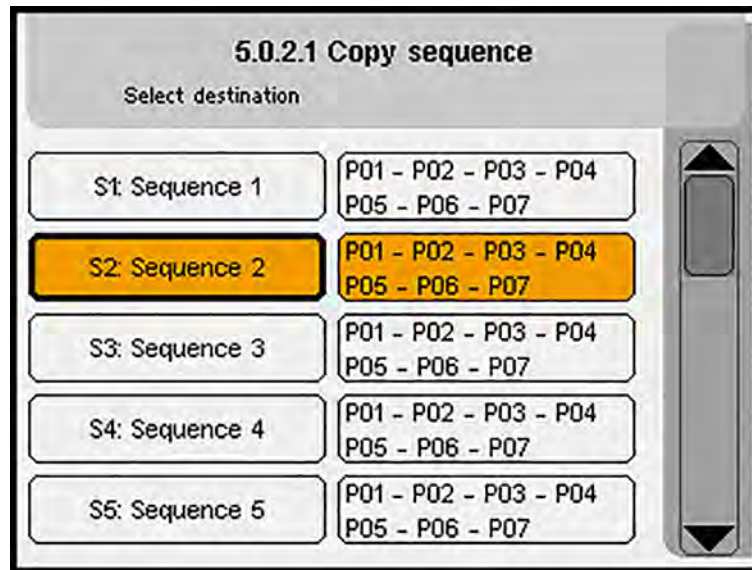 5.0.2.1 Copy sequence
Select destination
S1: Sequence 1
P01 - P02 - P03 - P04
P05 - P06 - P07
S2: Sequence 2
P01 - P02 - P03 - P04
P05 - P06 - P07
S3: Sequence 3
P01 - P02 - P03 - P04
P05 - P06 - P07
S4: Sequence 4
P01 - P02 - P03 - P04
P05 - P06 - P07
S5: Sequence 5
P01 - P02 - P03 - P04
P05 - P06 - P07